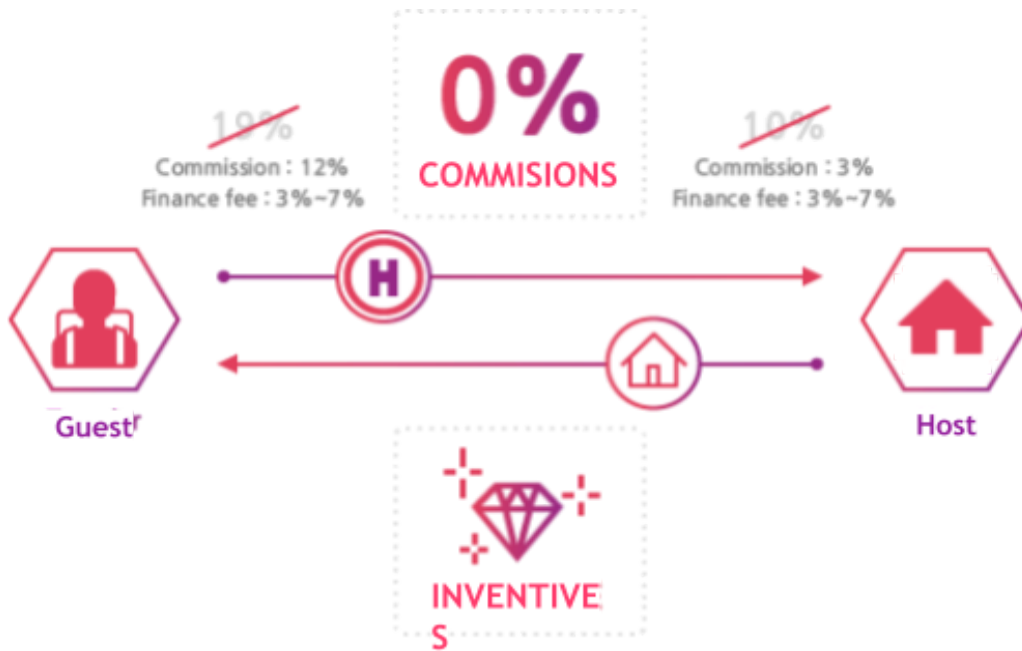 0%
COMMISIONS
19%
Commission : 12%
Finance fee : 3%~7%
10%
Commission : 3%
Finance fee : 3%~7%
H
Guest
Host
INVENTIVE
S